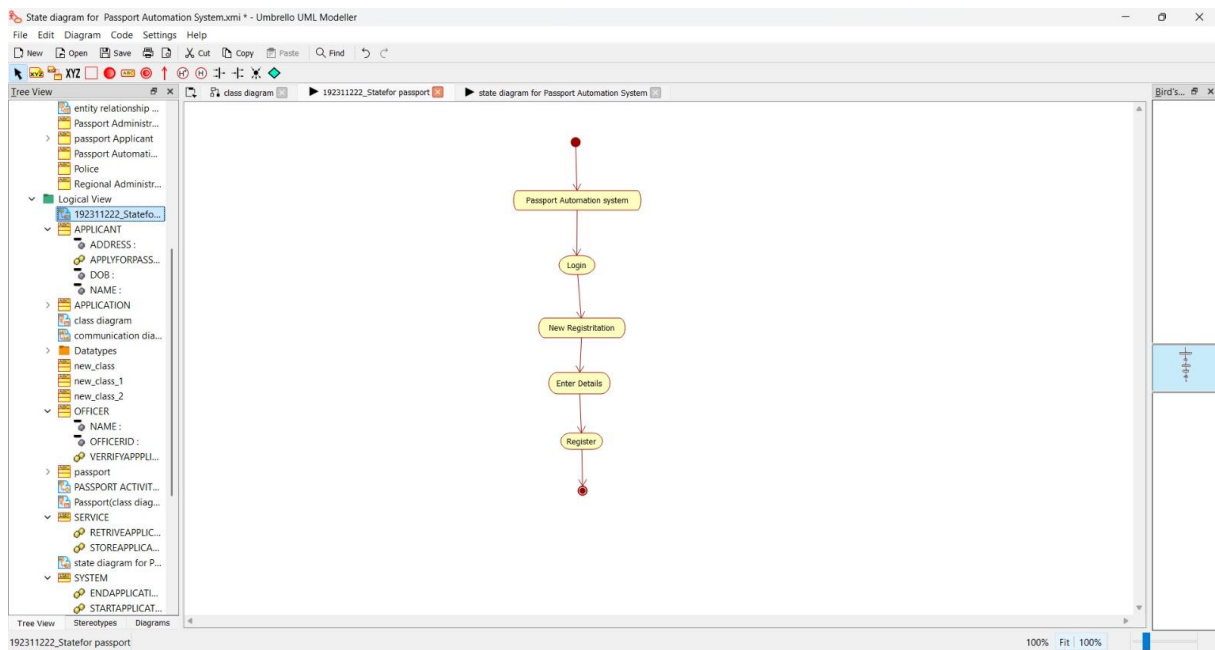 State diagram for Passport Automation System.xmi * - Umbrello UML Modeller
File Edit Diagram Code Settings Help
New Open Save Cut Copy Paste Find
XYZ XYZ ABC H* H
Tree View
class diagram
192311222_Statefor passport
state diagram for Passport Automation System
Bird's...
entity relationship ...
Passport Administr...
passport Applicant
Passport Automati...
Police
Regional Administr...
Logical View
192311222_Statefo...
APPLICANT
ADDRESS :
APPLYFORPASS...
DOB :
NAME :
APPLICATION
class diagram
communication dia...
Datatypes
new_class
new_class_1
new_class_2
OFFICER
NAME :
OFFICERID :
VERRIFYAPPPLI...
passport
PASSPORT ACTIVIT...
Passport(class diag...
SERVICE
RETRIVEAPPLIC...
STOREAPPLICA...
state diagram for P...
SYSTEM
ENDAPPLICATI...
STARTAPPLICAT...
Tree View Stereotypes Diagrams
Passport Automation system
Login
New Registritation
Enter Details
Register
192311222_Statefor passport
100% Fit 100%